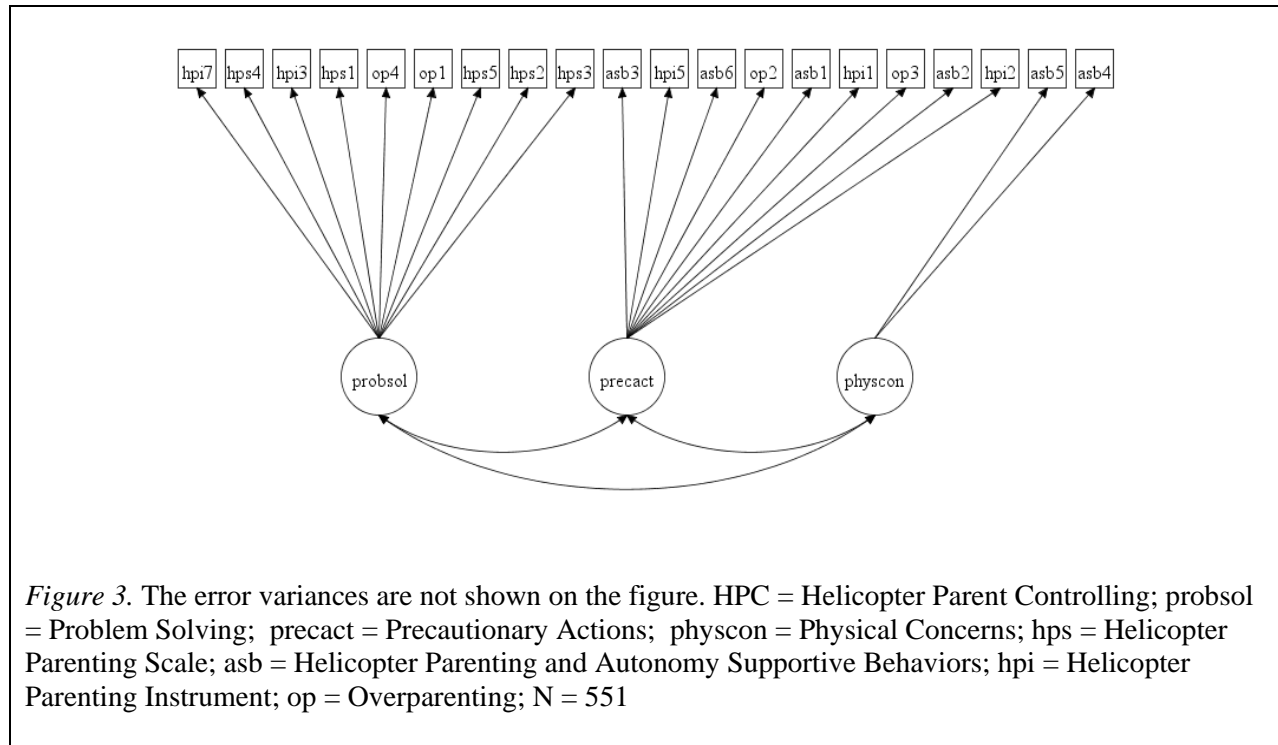 hpi7 hps4 hpi3 hps1 op4 op1 hps5 hps2 hps3 asb3 hpi5 asb6 op2 asb1 hpi1 op3 asb2 hpi2 asb5 asb4
probsol precact physcon
Figure 3. The error variances are not shown on the figure. HPC = Helicopter Parent Controlling; probsol
= Problem Solving; precact = Precautionary Actions; physcon = Physical Concerns; hps = Helicopter
Parenting Scale; asb = Helicopter Parenting and Autonomy Supportive Behaviors; hpi = Helicopter
Parenting Instrument; op = Overparenting; N = 551